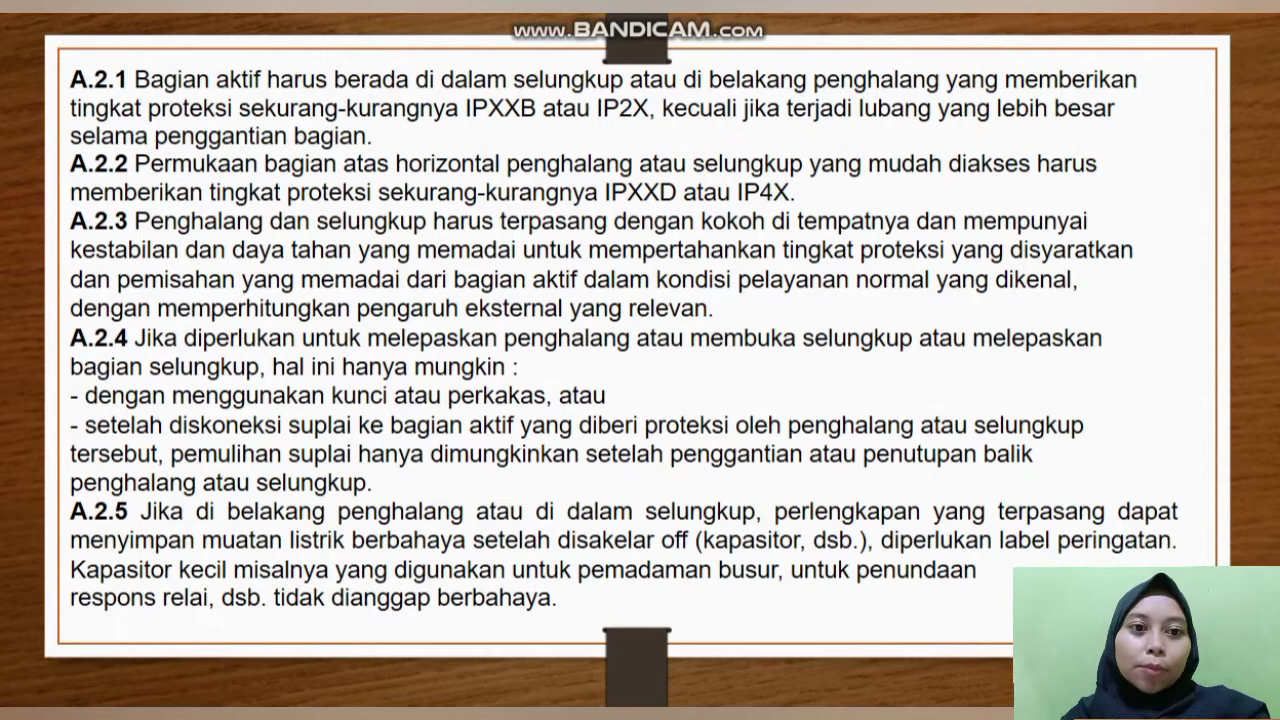 www.BANDICAM.com
A.2.1 Bagian aktif harus berada di dalam selungkup atau di belakang penghalang yang memberikan
tingkat proteksi sekurang-kurangnya IPXXB atau IP2X, kecuali jika terjadi lubang yang lebih besar
selama penggantian bagian.
A.2.2 Permukaan bagian atas horizontal penghalang atau selungkup yang mudah diakses harus
memberikan tingkat proteksi sekurang-kurangnya IPXXD atau IP4X.
A.2.3 Penghalang dan selungkup harus terpasang dengan kokoh di tempatnya dan mempunyai
kestabilan dan daya tahan yang memadai untuk mempertahankan tingkat proteksi yang disyaratkan
dan pemisahan yang memadai dari bagian aktif dalam kondisi pelayanan normal yang dikenal,
dengan memperhitungkan pengaruh eksternal yang relevan.
A.2.4 Jika diperlukan untuk melepaskan penghalang atau membuka selungkup atau melepaskan
bagian selungkup, hal ini hanya mungkin :
- dengan menggunakan kunci atau perkakas, atau
- setelah diskoneksi suplai ke bagian aktif yang diberi proteksi oleh penghalang atau selungkup
tersebut, pemulihan suplai hanya dimungkinkan setelah penggantian atau penutupan balik
penghalang atau selungkup.
A.2.5 Jika di belakang penghalang atau di dalam selungkup, perlengkapan yang terpasang dapat
menyimpan muatan listrik berbahaya setelah disakelar off (kapasitor, dsb.), diperlukan label peringatan.
Kapasitor kecil misalnya yang digunakan untuk pemadaman busur, untuk penundaan
respons relai, dsb. tidak dianggap berbahaya.